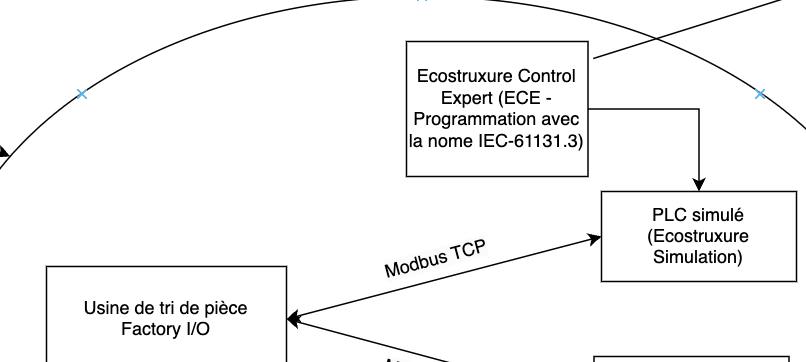 Ecostruxure Control
Expert (ECE -
Programmation avec
la nome IEC-61131.3)
PLC simulé
(Ecostruxure
Simulation)
Modbus TCP
Usine de tri de pièce
Factory I/O